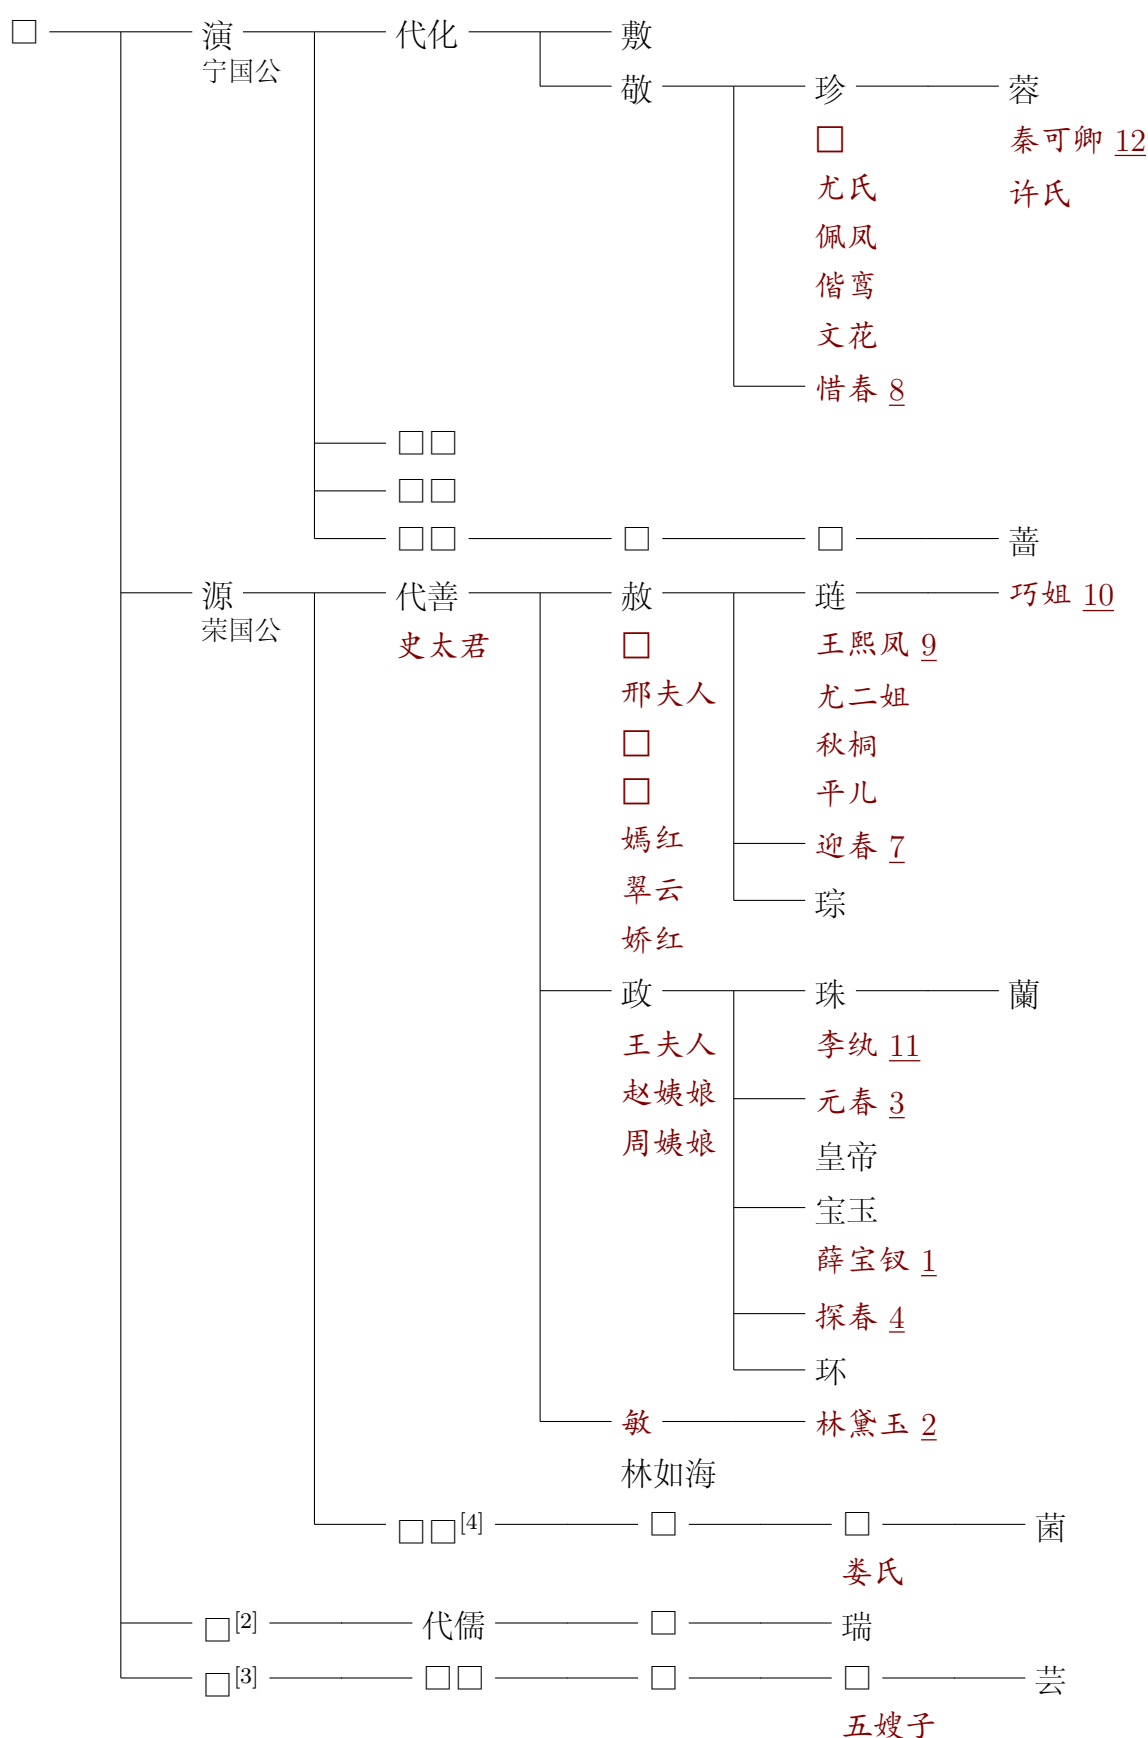 □ 演 代化 敷
宁国公
敬 珍 蓉
□ 秦可卿 12
尤氏 许氏
佩凤
偕鸾
文花
惜春 8
□□
□□
□□ □ □ 蔷
源 代善 赦 琏 巧姐 10
荣国公
史太君 □ 王熙凤 9
邢夫人 尤二姐
□ 秋桐
□ 平儿
嫣红 迎春 7
翠云
琮
娇红
政 珠 蘭
王夫人 李纨 11
赵姨娘 元春 3
周姨娘 皇帝
宝玉
薛宝钗 1
探春 4
环
敏 林黛玉 2
林如海
□□[4] □ □ 菌
娄氏
□[2] 代儒 □ 瑞
□[3] □□ □ □ 芸
五嫂子